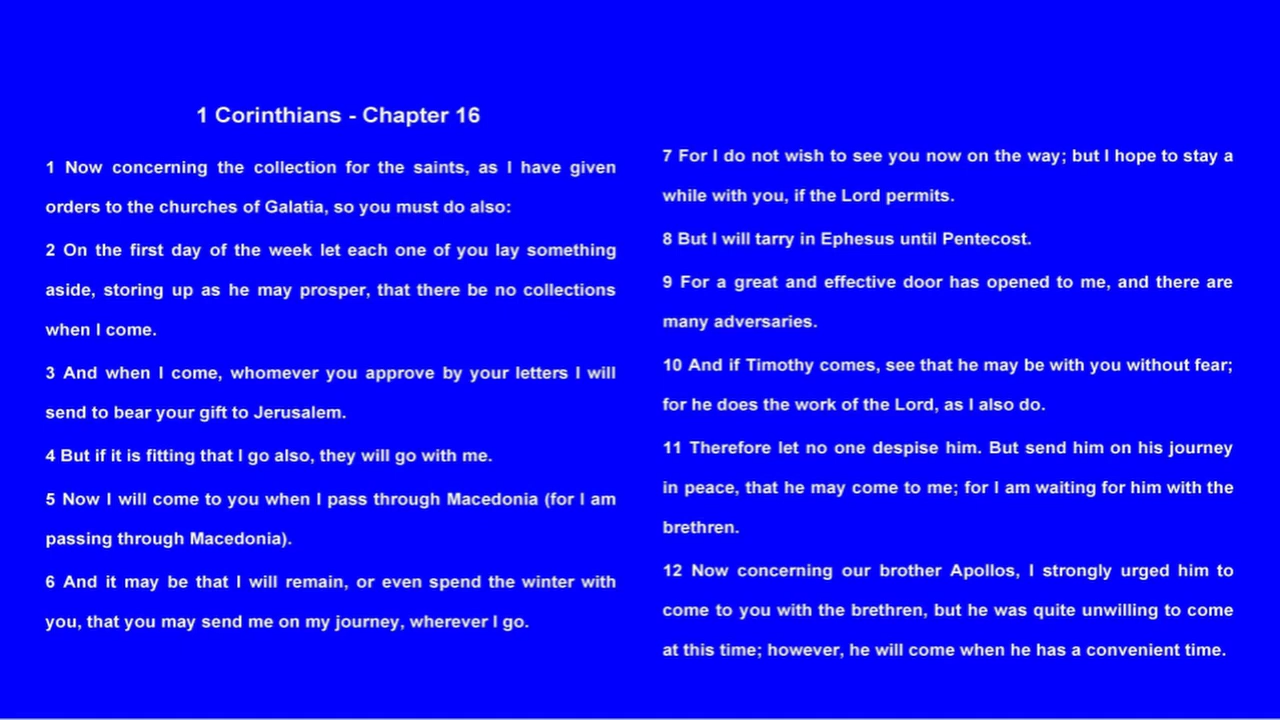 1 Corinthians - Chapter 16
1 Now concerning the collection for the saints, as I have given
orders to the churches of Galatia, so you must do also:
2 On the first day of the week let each one of you lay something
aside, storing up as he may prosper, that there be no collections
when I come.
3 And when I come, whomever you approve by your letters I will
send to bear your gift to Jerusalem.
4 But if it is fitting that I go also, they will go with me.
5 Now I will come to you when I pass through Macedonia (for I am
passing through Macedonia).
6 And it may be that I will remain, or even spend the winter with
you, that you may send me on my journey, wherever I go.
7 For I do not wish to see you now on the way; but I hope to stay a
while with you, if the Lord permits.
8 But I will tarry in Ephesus until Pentecost.
9 For a great and effective door has opened to me, and there are
many adversaries.
10 And if Timothy comes, see that he may be with you without fear;
for he does the work of the Lord, as I also do.
11 Therefore let no one despise him. But send him on his journey
in peace, that he may come to me; for I am waiting for him with the
brethren.
12 Now concerning our brother Apollos, I strongly urged him to
come to you with the brethren, but he was quite unwilling to come
at this time; however, he will come when he has a convenient time.